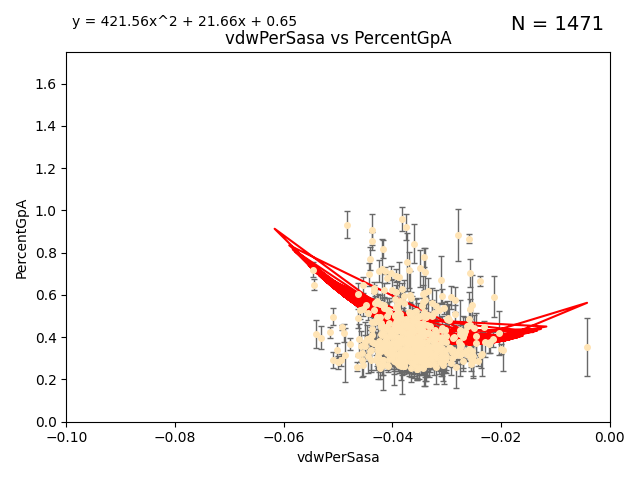 y = 421.56x^2 + 21.66x + 0.65
N = 1471
vdwPerSasa vs PercentGpA
1.6
1.4
1.2
1.0
0.8
0.6
0.4
0.2
0.0
PercentGpA
−0.10 −0.08 −0.06 −0.04 −0.02 0.00
vdwPerSasa